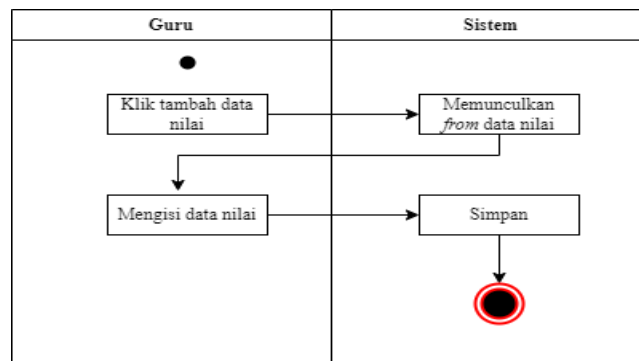 Guru
Sistem
Klik tambah data
nilai
Memunculkan
from data nilai
Mengisi data nilai
Simpan